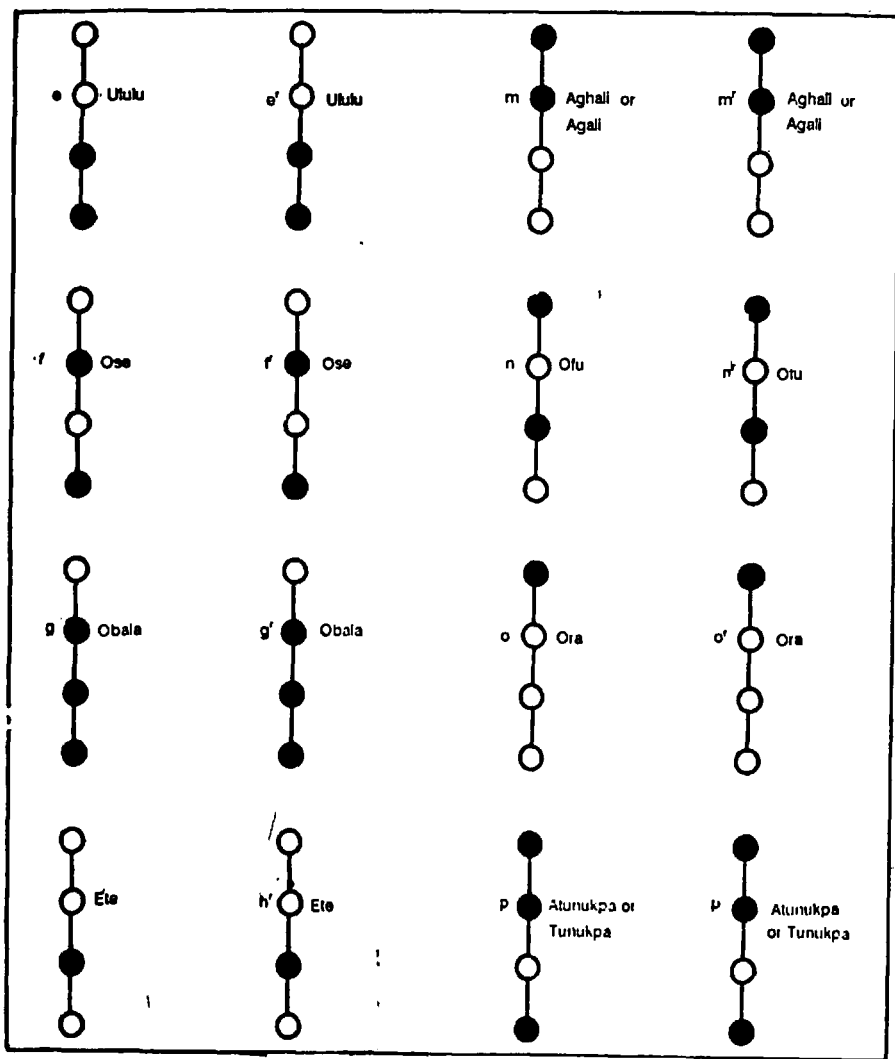 e Ululu
e' Ululu
m Aghali or
Agali
m' Aghali or
Agali
f Ose
f' Ose
n Ofu
n' Ofu
g Obala
g' Obala
o Ora
o' Ora
Ete
h' Ete
p Atunukpa or
Tunukpa
p Atunukpa
or Tunukpa